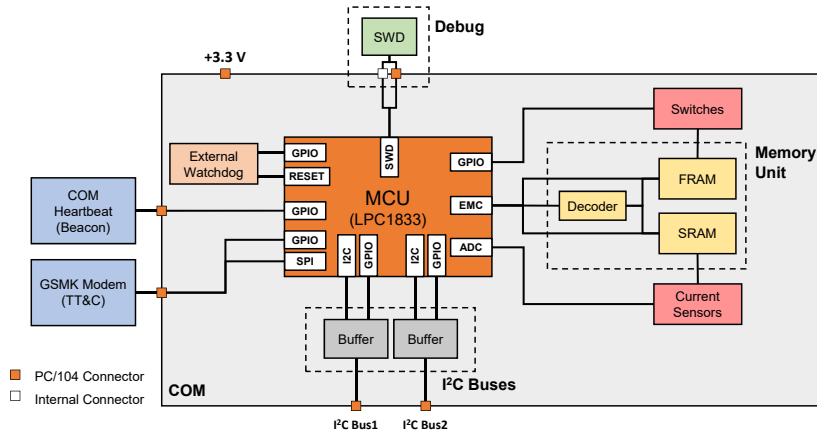 Debug
SWD
+3.3 V
Switches
Memory
Unit
External
Watchdog
GPIO
RESET
SWD
GPIO
FRAM
MCU
(LPC1833)
EMC
Decoder
COM
Heartbeat
(Beacon)
GPIO
SRAM
GPIO
SPI
I2C
GPIO
I2C
GPIO
ADC
GSMK Modem
(TT&C)
Current
Sensors
Buffer
Buffer
I²C Buses
PC/104 Connector
Internal Connector
COM
I²C Bus1
I²C Bus2